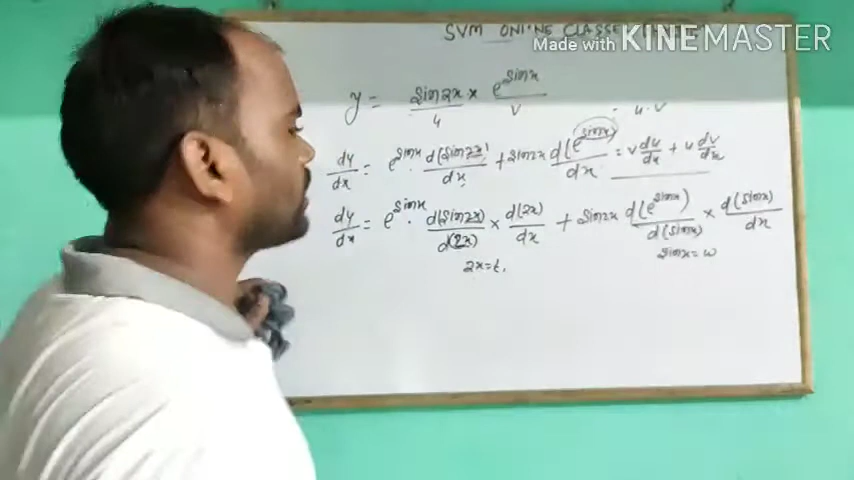 SVM ONLINE CLASSES
Made with KINEMASTER
y = sin2x × e^sinx
u v = u.v
dy/dx = e^sinx . d(sin2x)/dx + sin2x d(e^sinx)/dx = v du/dx + u dv/dx
dy/dx = e^sinx . d(sin2x)/d(2x) × d(2x)/dx + sin2x d(e^sinx)/d(sinx) × d(sinx)/dx
2x=t, sinx = w